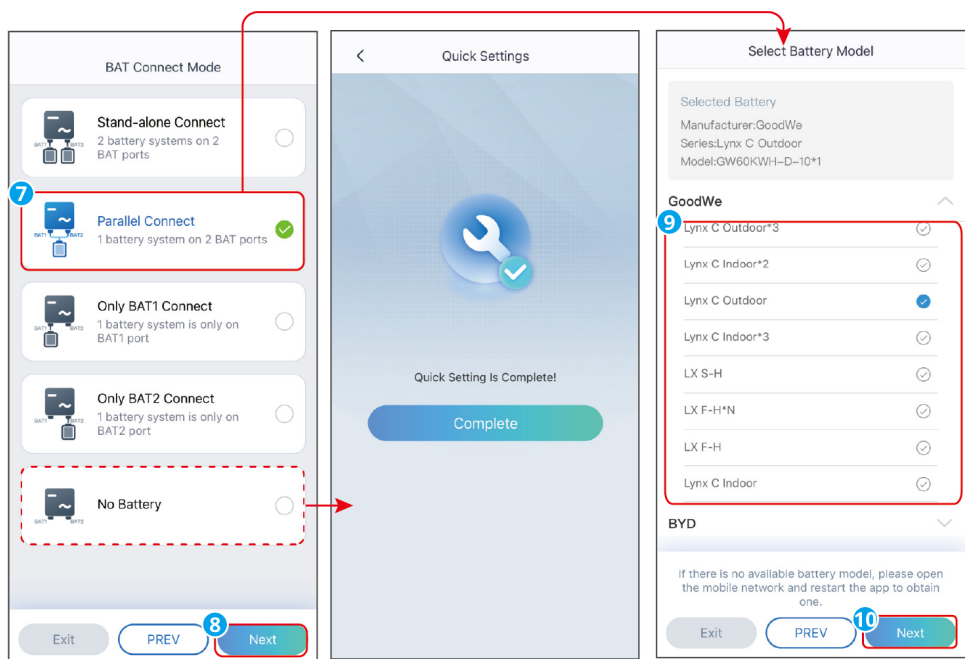 BAT Connect Mode
Stand-alone Connect
2 battery systems on 2
BAT ports
BAT1 BAT2
7
Parallel Connect
1 battery system on 2 BAT ports
BAT1 BAT2
Only BAT1 Connect
1 battery system is only on
BAT1 port
BAT1 BAT2
Only BAT2 Connect
1 battery system is only on
BAT2 port
BAT1 BAT2
No Battery
BAT1 BAT2
8
Exit
PREV
Next
Quick Settings
Quick Setting Is Complete!
Complete
Select Battery Model
Selected Battery
Manufacturer:GoodWe
Series:Lynx C Outdoor
Model:GW60KWH-D-10*1
GoodWe
9
Lynx C Outdoor*3
Lynx C Indoor*2
Lynx C Outdoor
Lynx C Indoor*3
LX S-H
LX F-H*N
LX F-H
Lynx C Indoor
BYD
If there is no available battery model, please open
the mobile network and restart the app to obtain
one.
10
Exit
PREV
Next